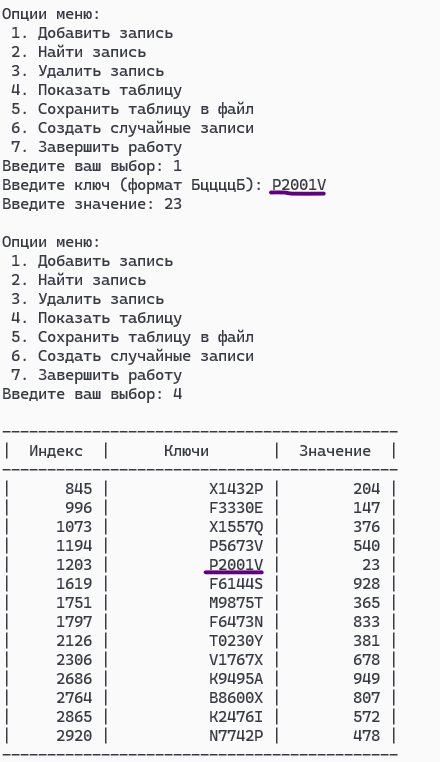 Опции меню:
1. Добавить запись
2. Найти запись
3. Удалить запись
4. Показать таблицу
5. Сохранить таблицу в файл
6. Создать случайные записи
7. Завершить работу
Введите ваш выбор: 1
Введите ключ (формат БццццБ): P2001V
Введите значение: 23
Опции меню:
1. Добавить запись
2. Найти запись
3. Удалить запись
4. Показать таблицу
5. Сохранить таблицу в файл
6. Создать случайные записи
7. Завершить работу
Введите ваш выбор: 4
--------------------------------------------
| Индекс | Ключи | Значение |
--------------------------------------------
| 845 | X1432P | 204 |
| 996 | F3330E | 147 |
| 1073 | X1557Q | 376 |
| 1194 | P5673V | 540 |
| 1203 | P2001V | 23 |
| 1619 | F6144S | 928 |
| 1751 | M9875T | 365 |
| 1797 | F6473N | 833 |
| 2126 | T0230Y | 381 |
| 2306 | V1767X | 678 |
| 2686 | K9495A | 949 |
| 2764 | B8600X | 807 |
| 2865 | K2476I | 572 |
| 2920 | N7742P | 478 |
--------------------------------------------